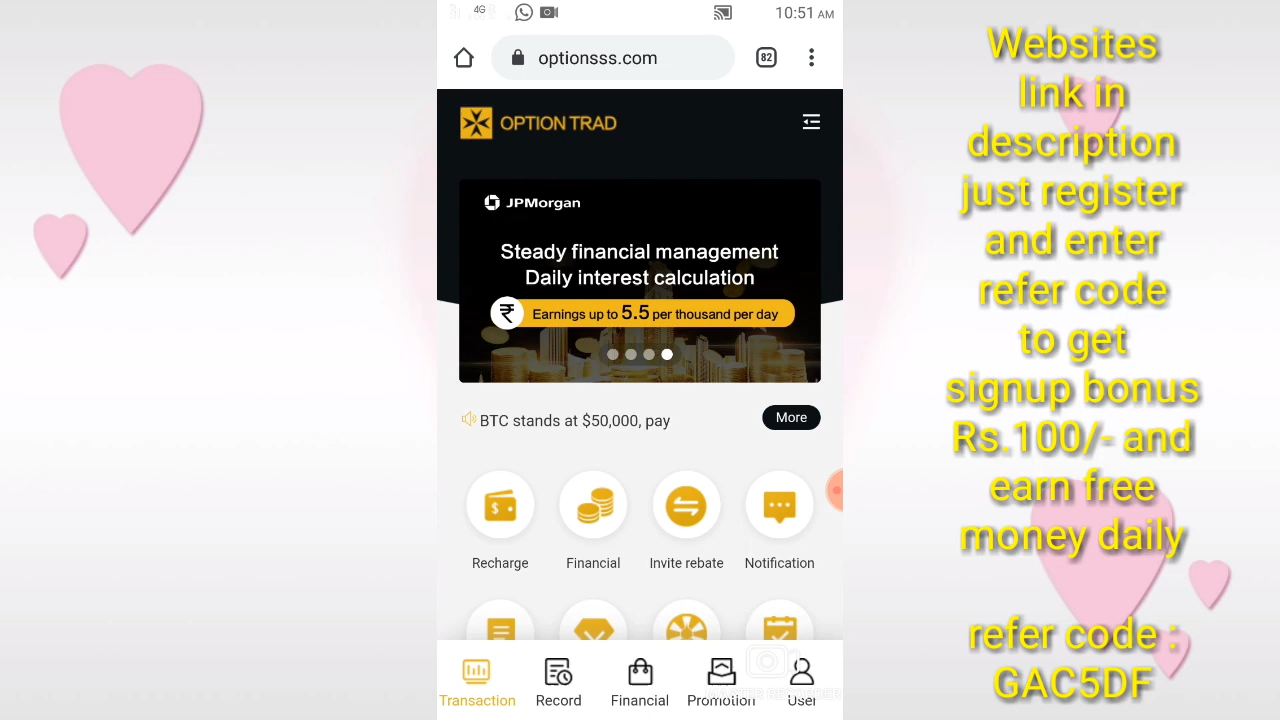 4G
10:51 AM
optionsss.com
82
OPTION TRAD
JPMorgan
Steady financial management
Daily interest calculation
₹ Earnings up to 5.5 per thousand per day
BTC stands at $50,000, pay
More
Recharge
Financial
Invite rebate
Notification
Transaction
Record
Financial
Promotion
User
Websites
link in
description
just register
and enter
refer code
to get
signup bonus
Rs.100/- and
earn free
money daily
refer code :
GAC5DF